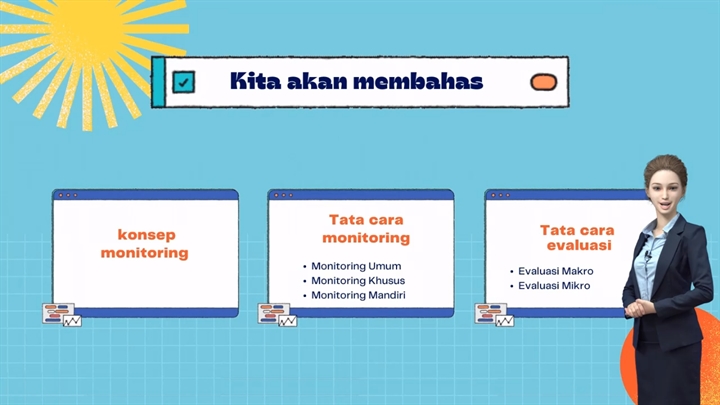 Kita akan membahas
konsep
monitoring
Tata cara
monitoring
• Monitoring Umum
• Monitoring Khusus
• Monitoring Mandiri
Tata cara
evaluasi
• Evaluasi Makro
• Evaluasi Mikro